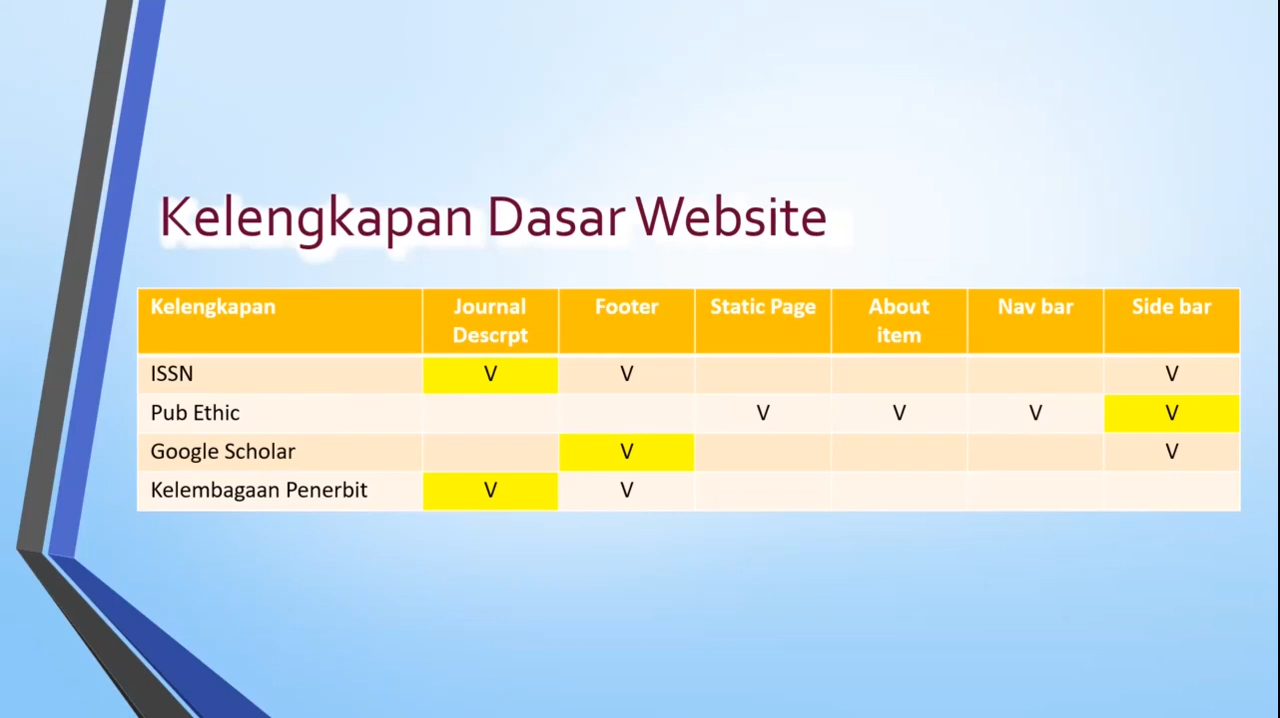 Kelengkapan Dasar Website
Kelengkapan Journal Descrpt Footer Static Page About item Nav bar Side bar
ISSN V V V
Pub Ethic V V V V
Google Scholar V V
Kelembagaan Penerbit V V